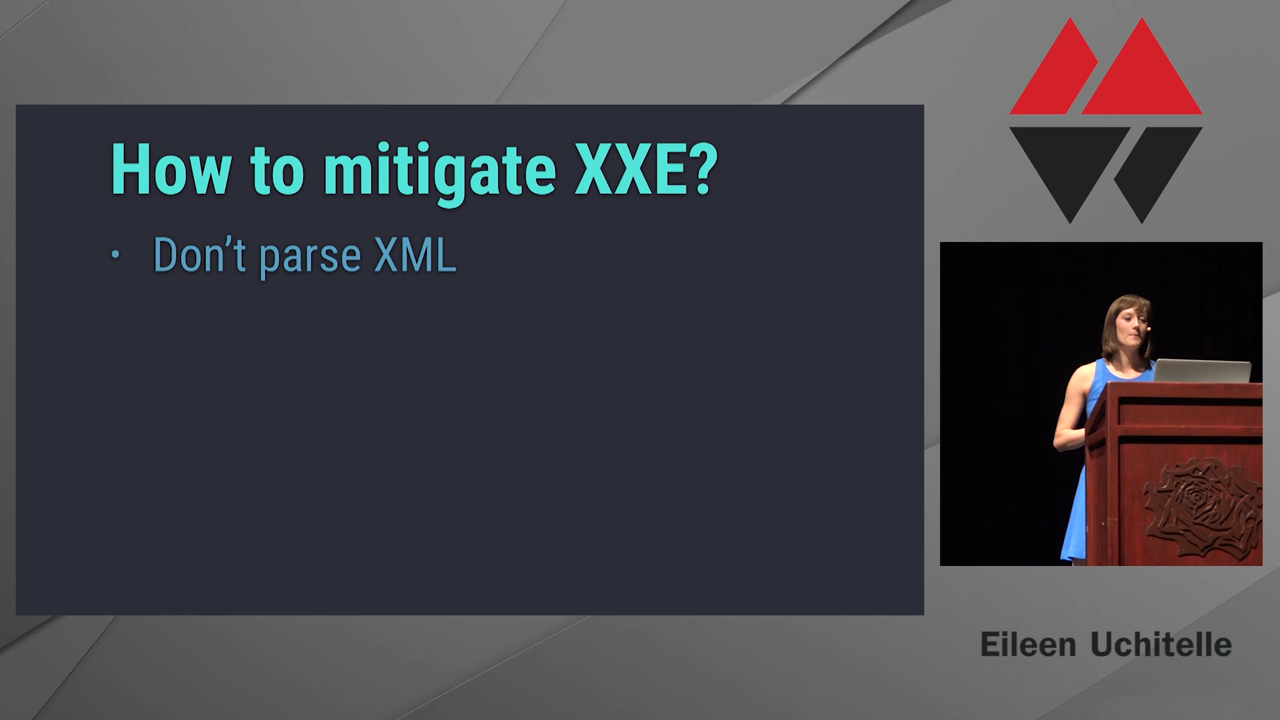 How to mitigate XXE?
• Don’t parse XML
Eileen Uchitelle